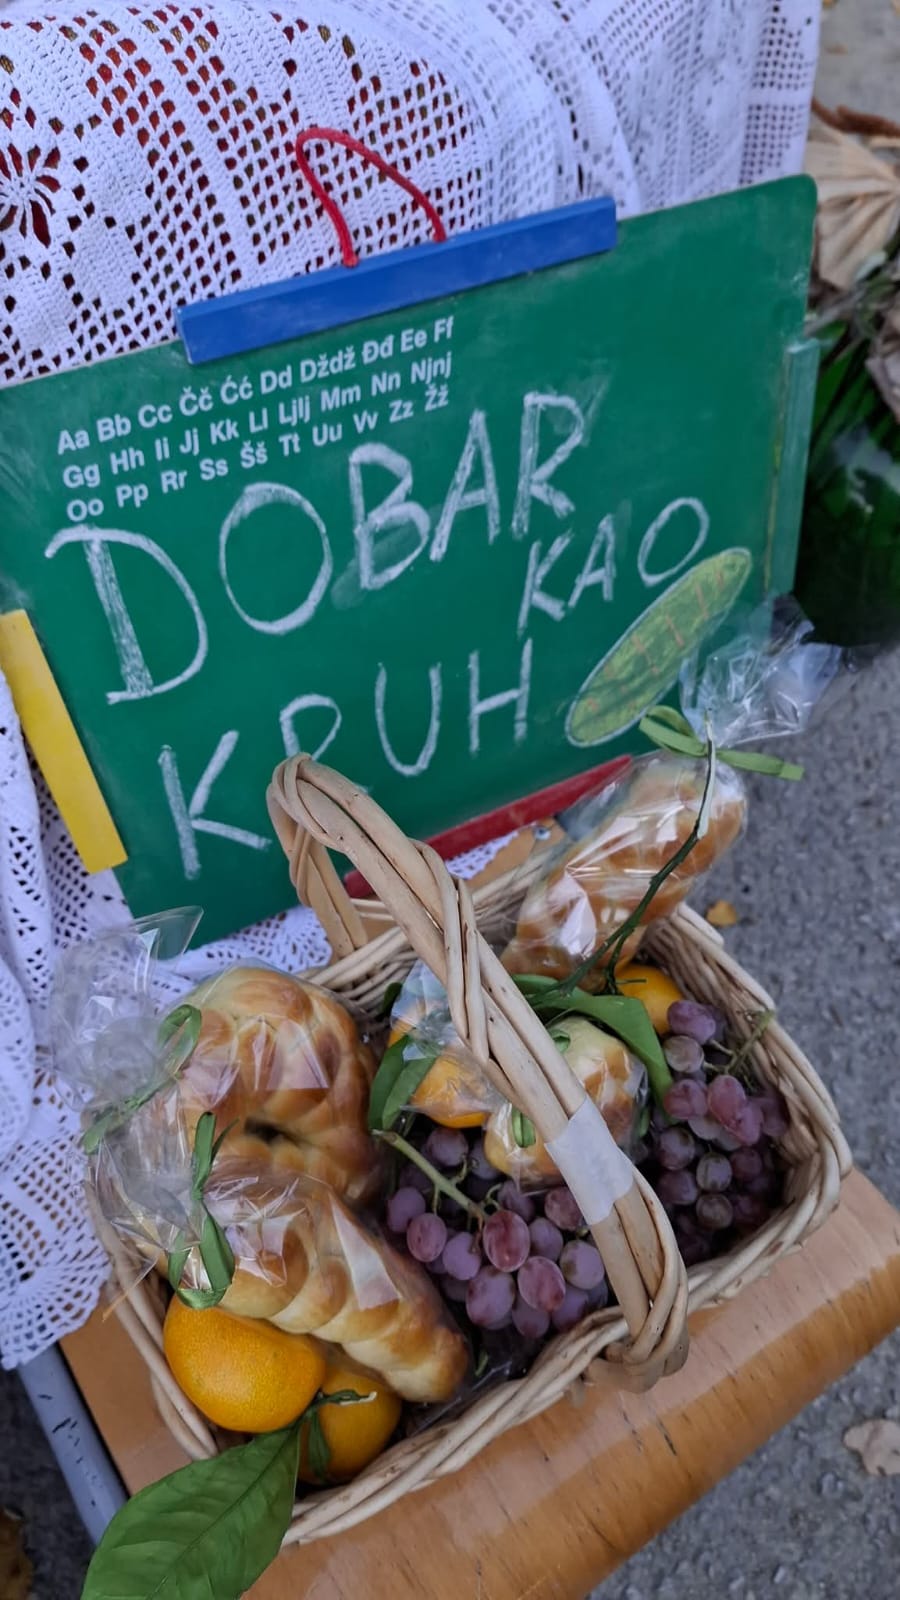 Aa Bb Cc Čč Ćć Dd Dždž Đđ Ee Ff
Gg Hh Ii Jj Kk Ll Ljlj Mm Nn Njnj
Oo Pp Rr Ss Šš Tt Uu Vv Zz Žž
DOBAR
KAO
KRUH